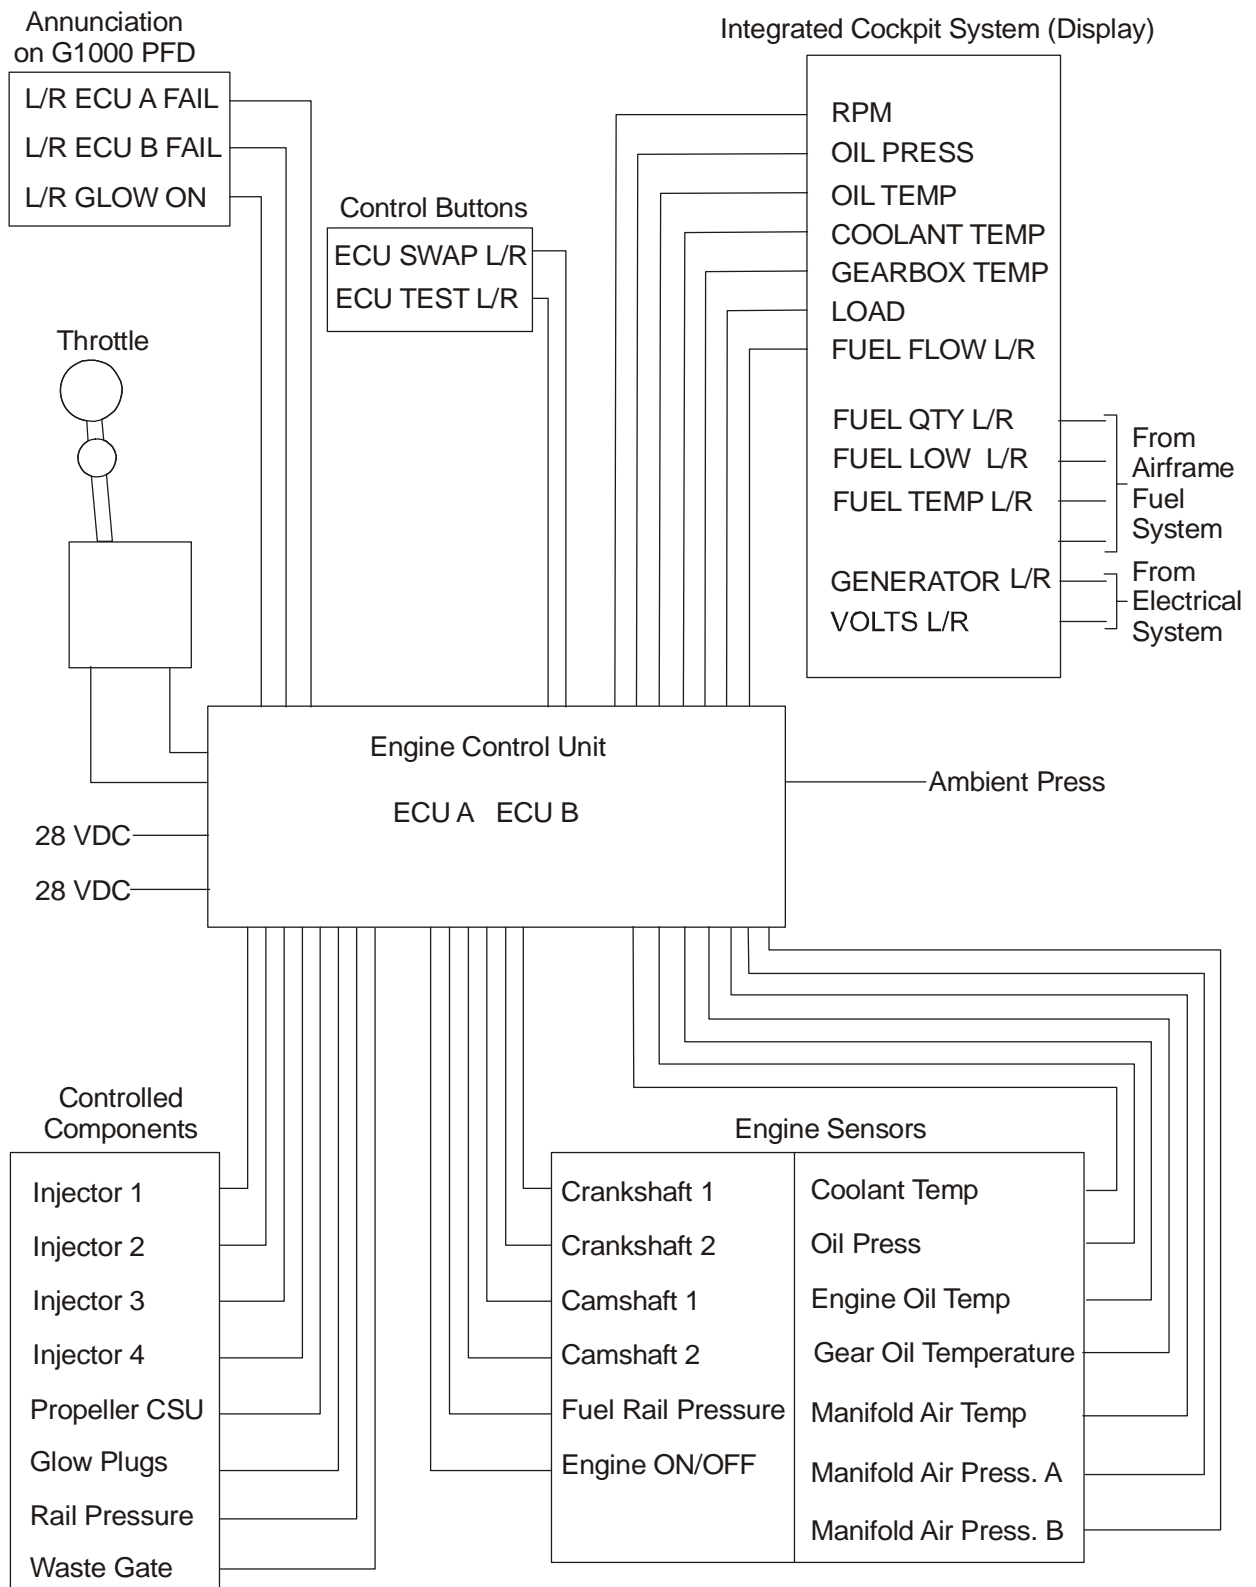 Annunciation
on G1000 PFD
L/R ECU A FAIL
L/R ECU B FAIL
L/R GLOW ON
Control Buttons
ECU SWAP L/R
ECU TEST L/R
Integrated Cockpit System (Display)
RPM
OIL PRESS
OIL TEMP
COOLANT TEMP
GEARBOX TEMP
LOAD
FUEL FLOW L/R
FUEL QTY L/R
FUEL LOW L/R
FUEL TEMP L/R
From
Airframe
Fuel
System
GENERATOR L/R
VOLTS L/R
From
Electrical
System
Throttle
Engine Control Unit
ECU A ECU B
Ambient Press
28 VDC
28 VDC
Controlled
Components
Injector 1
Injector 2
Injector 3
Injector 4
Propeller CSU
Glow Plugs
Rail Pressure
Waste Gate
Engine Sensors
Crankshaft 1
Crankshaft 2
Camshaft 1
Camshaft 2
Fuel Rail Pressure
Engine ON/OFF
Coolant Temp
Oil Press
Engine Oil Temp
Gear Oil Temperature
Manifold Air Temp
Manifold Air Press. A
Manifold Air Press. B